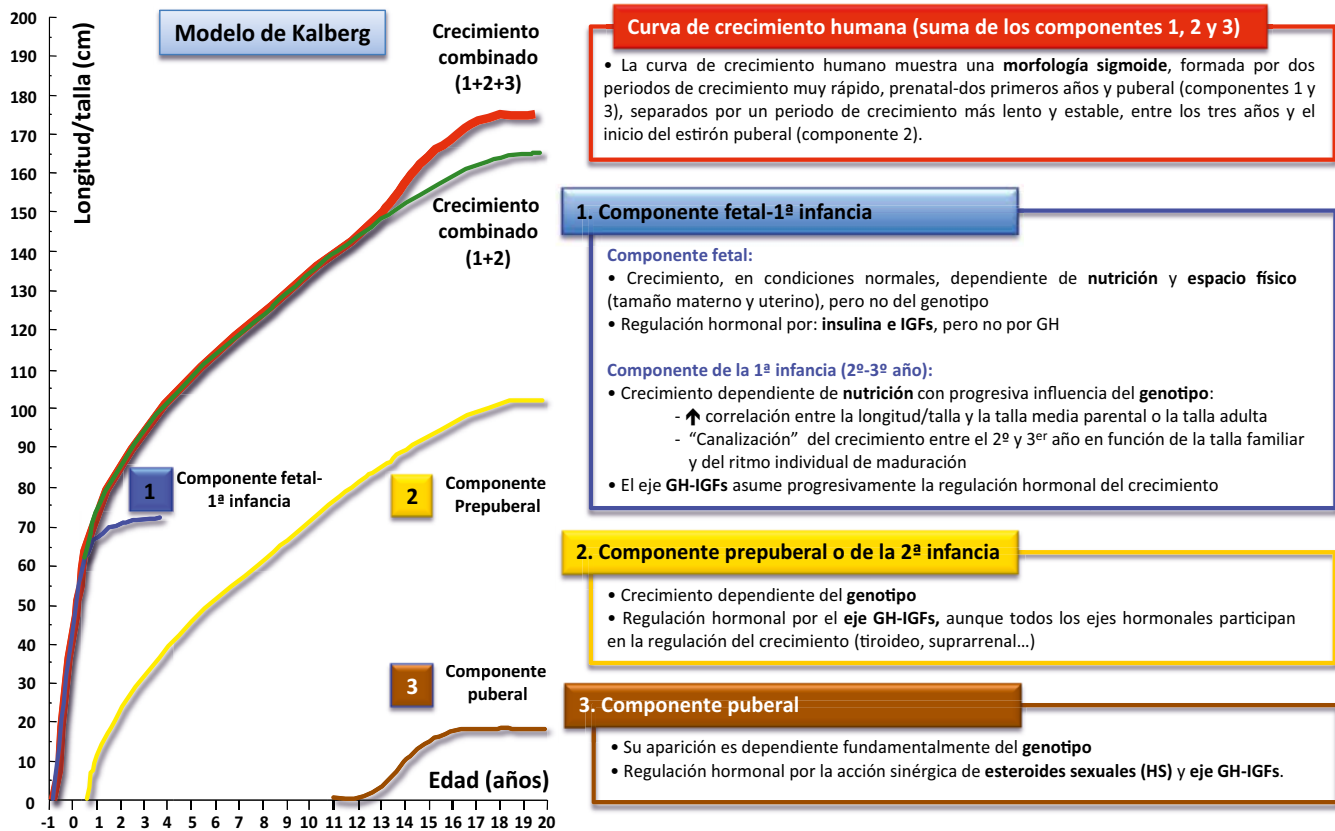 Modelo de Kalberg
Longitud/talla (cm)
200
190
180
170
160
150
140
130
120
110
100
90
80
70
60
50
40
30
20
10
0
-1 0 1 2 3 4 5 6 7 8 9 10 11 12 13 14 15 16 17 18 19 20
Edad (años)
Crecimiento
combinado
(1+2+3)
Crecimiento
combinado
(1+2)
1
Componente fetal-
1ª infancia
2
Componente
Prepuberal
3
Componente
puberal
Curva de crecimiento humana (suma de los componentes 1, 2 y 3)
• La curva de crecimiento humano muestra una morfología sigmoide, formada por dos
periodos de crecimiento muy rápido, prenatal-dos primeros años y puberal (componentes 1 y
3), separados por un periodo de crecimiento más lento y estable, entre los tres años y el
inicio del estirón puberal (componente 2).
1. Componente fetal-1ª infancia
Componente fetal:
• Crecimiento, en condiciones normales, dependiente de nutrición y espacio físico
(tamaño materno y uterino), pero no del genotipo
• Regulación hormonal por: insulina e IGFs, pero no por GH
Componente de la 1ª infancia (2º-3º año):
• Crecimiento dependiente de nutrición con progresiva influencia del genotipo:
- ↑ correlación entre la longitud/talla y la talla media parental o la talla adulta
- “Canalización” del crecimiento entre el 2º y 3er año en función de la talla familiar
y del ritmo individual de maduración
• El eje GH-IGFs asume progresivamente la regulación hormonal del crecimiento
2. Componente prepuberal o de la 2ª infancia
• Crecimiento dependiente del genotipo
• Regulación hormonal por el eje GH-IGFs, aunque todos los ejes hormonales participan
en la regulación del crecimiento (tiroideo, suprarrenal...)
3. Componente puberal
• Su aparición es dependiente fundamentalmente del genotipo
• Regulación hormonal por la acción sinérgica de esteroides sexuales (HS) y eje GH-IGFs.